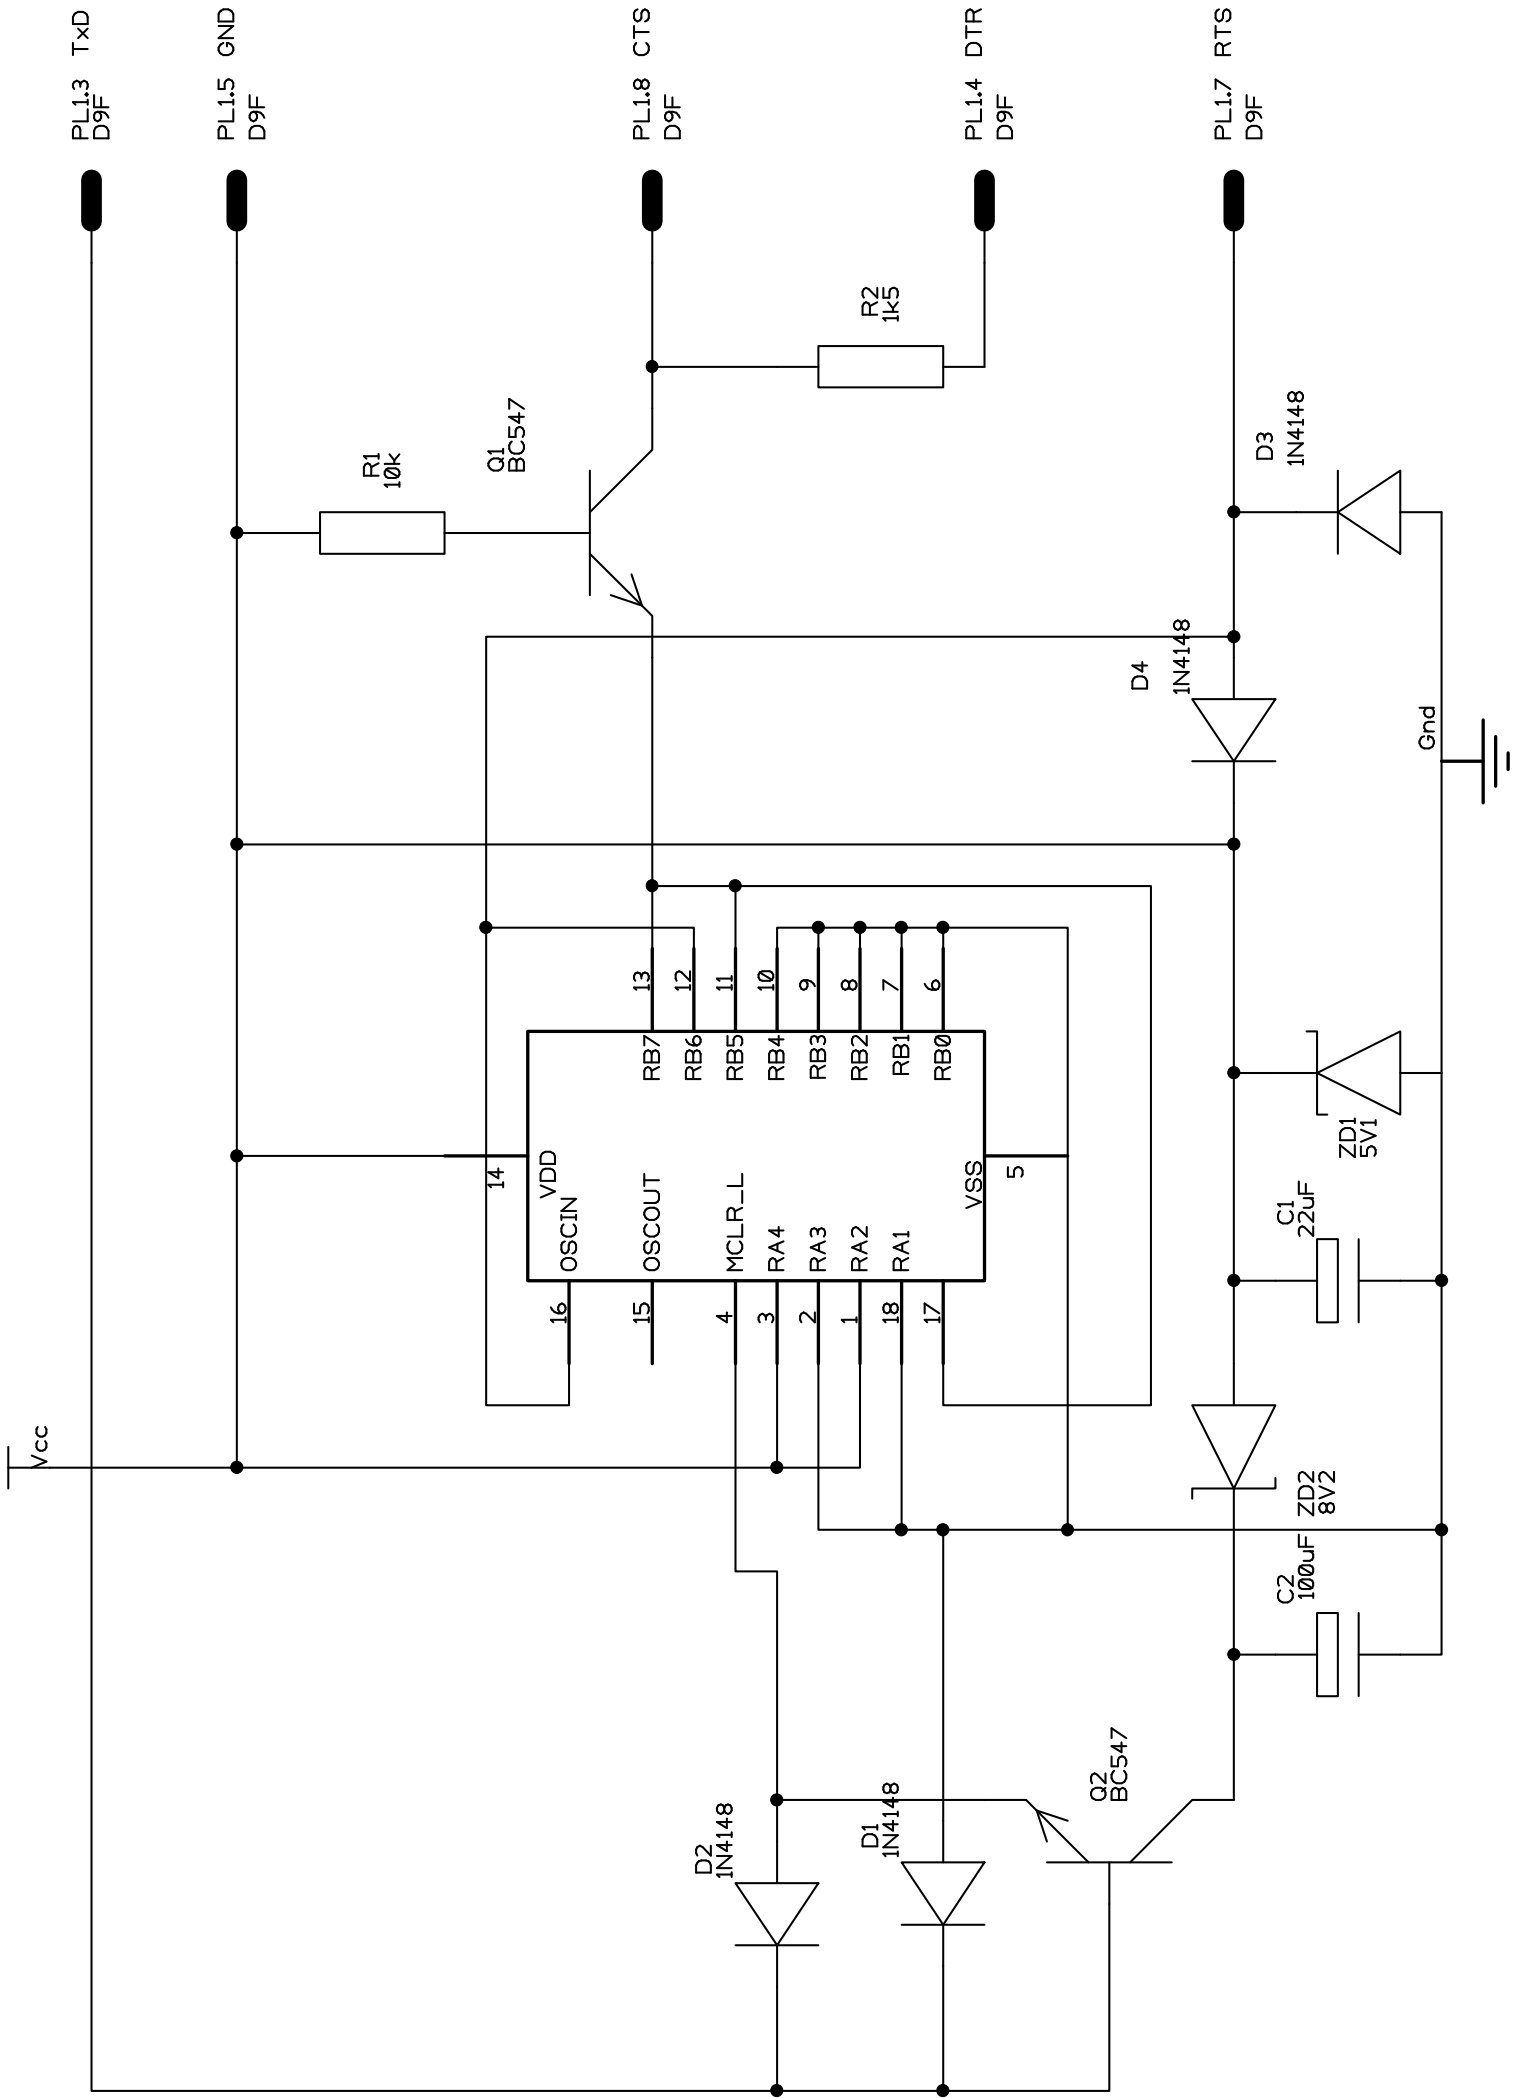 PL1.3 TxD
D9F
PL1.5 GND
D9F
PL1.8 CTS
D9F
PL1.4 DTR
D9F
PL1.7 RTS
D9F
R2
1k5
R1
10k
Q1
BC547
D3
1N4148
D4
1N4148
Gnd
13
12
11
10
9
8
7
6
RB7
RB6
RB5
RB4
RB3
RB2
RB1
RB0
14
VDD
5
VSS
OSCIN
OSCOUT
MCLR_L
RA4
RA3
RA2
RA1
16
15
4
3
2
1
18
17
ZD1
5V1
C1
22uF
Vcc
ZD2
8V2
C2
100uF
Q2
BC547
D2
1N4148
D1
1N4148